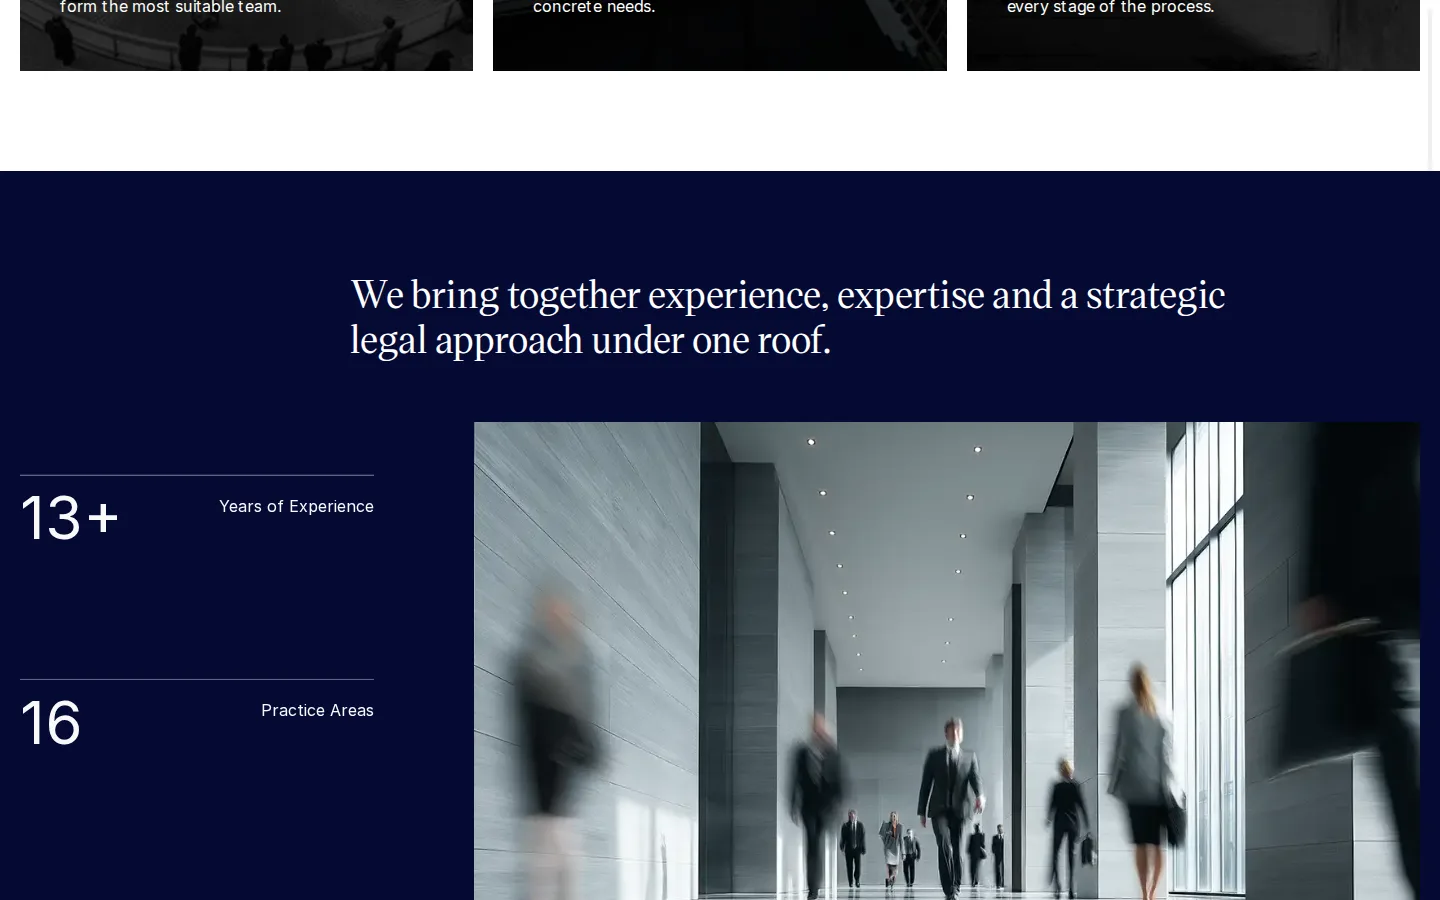 form the most suitable team.
concrete needs.
every stage of the process.
We bring together experience, expertise and a strategic
legal approach under one roof.
13+
Years of Experience
16
Practice Areas